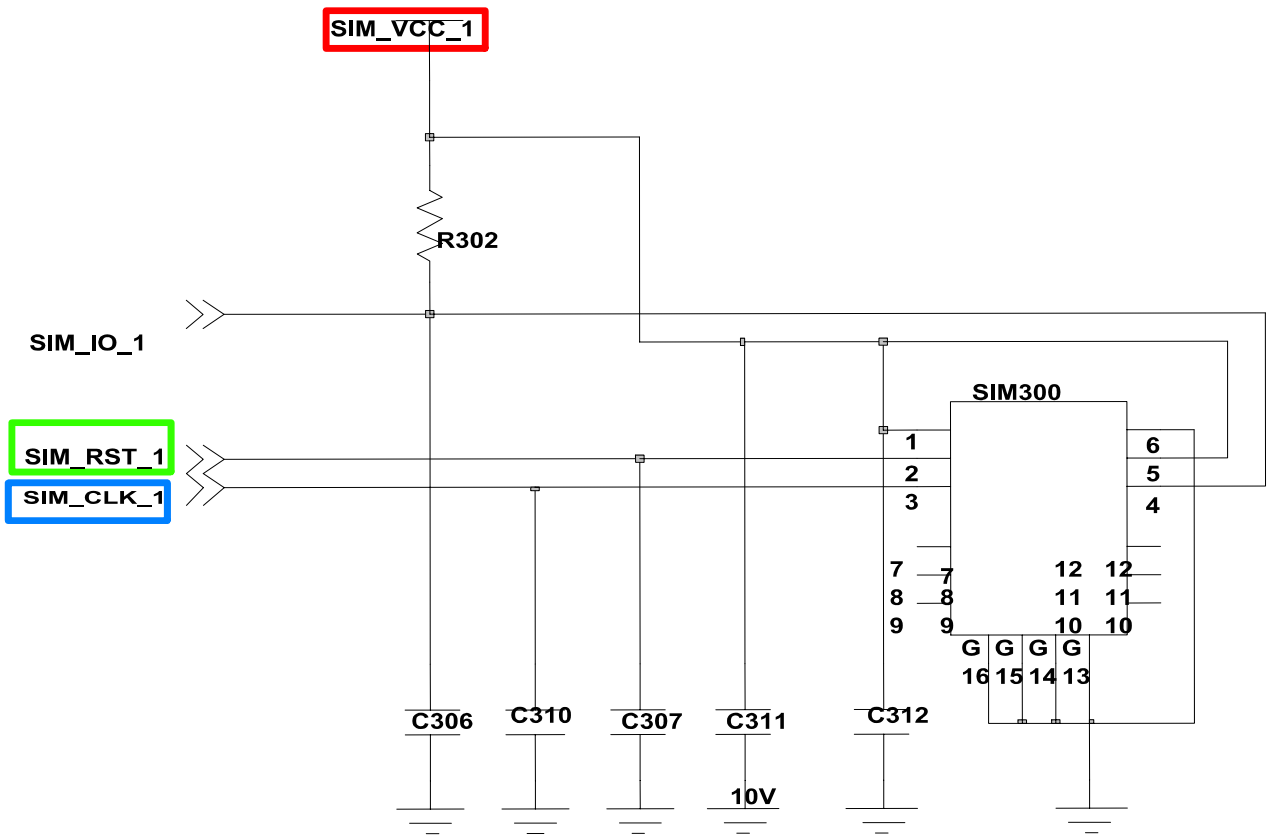 SIM_VCC_1
R302
SIM_IO_1
SIM300
1 6
SIM_RST_1
2 5
SIM_CLK_1
3 4
7 7 12 12
8 8 11 11
9 9 10 10
G G G G
16 15 14 13
C306 C310 C307 C311 C312
10V